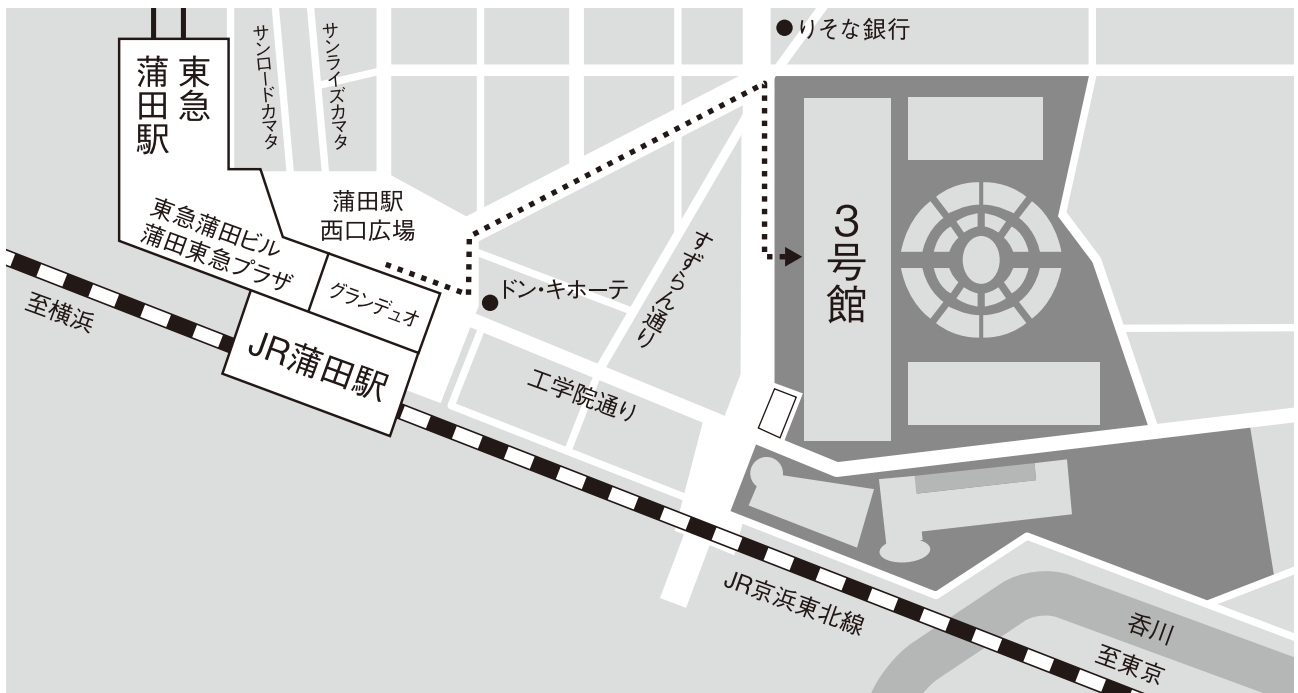 りそな銀行
サンロードカマタ
サンライズカマタ
東急
蒲田駅
蒲田駅
西口広場
東急蒲田ビル
蒲田東急プラザ
グランデュオ
JR蒲田駅
至横浜
ドン・キホーテ
すずらん通り
工学院通り
3号館
JR京浜東北線
呑川
至東京